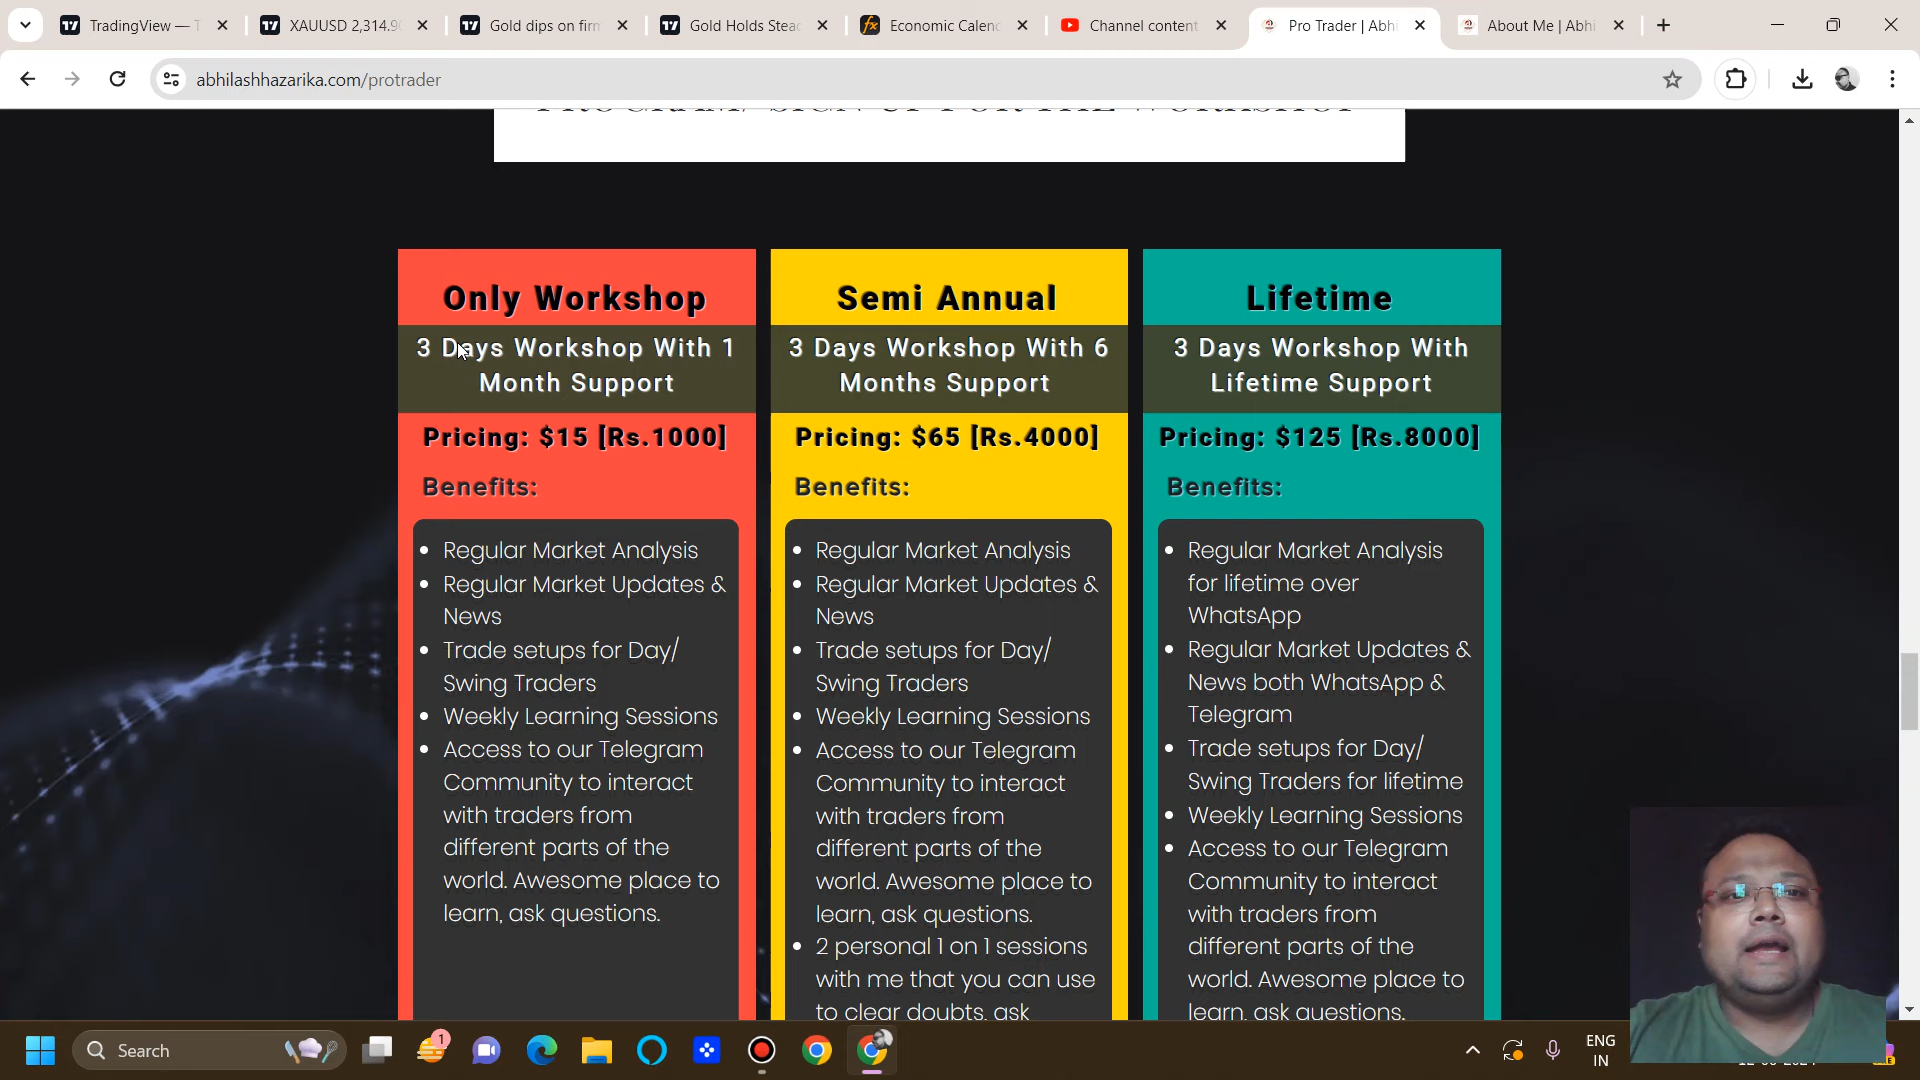 TradingView — T
XAUUSD 2,314.90
Gold dips on firm
Gold Holds Stead
Economic Calend
Channel content
Pro Trader | Abhi
About Me | Abhi
abhilashhazarika.com/protrader
PROGRAM/ SIGN UP FOR THE WORKSHOP
Only Workshop
3 Days Workshop With 1
Month Support
Pricing: $15 [Rs.1000]
Benefits:
Regular Market Analysis
Regular Market Updates &
News
Trade setups for Day/
Swing Traders
Weekly Learning Sessions
Access to our Telegram
Community to interact
with traders from
different parts of the
world. Awesome place to
learn, ask questions.
Semi Annual
3 Days Workshop With 6
Months Support
Pricing: $65 [Rs.4000]
Benefits:
Regular Market Analysis
Regular Market Updates &
News
Trade setups for Day/
Swing Traders
Weekly Learning Sessions
Access to our Telegram
Community to interact
with traders from
different parts of the
world. Awesome place to
learn, ask questions.
2 personal 1 on 1 sessions
with me that you can use
to clear doubts, ask
Lifetime
3 Days Workshop With
Lifetime Support
Pricing: $125 [Rs.8000]
Benefits:
Regular Market Analysis
for lifetime over
WhatsApp
Regular Market Updates &
News both WhatsApp &
Telegram
Trade setups for Day/
Swing Traders for lifetime
Weekly Learning Sessions
Access to our Telegram
Community to interact
with traders from
different parts of the
world. Awesome place to
learn, ask questions.
Search
1
ENG
IN